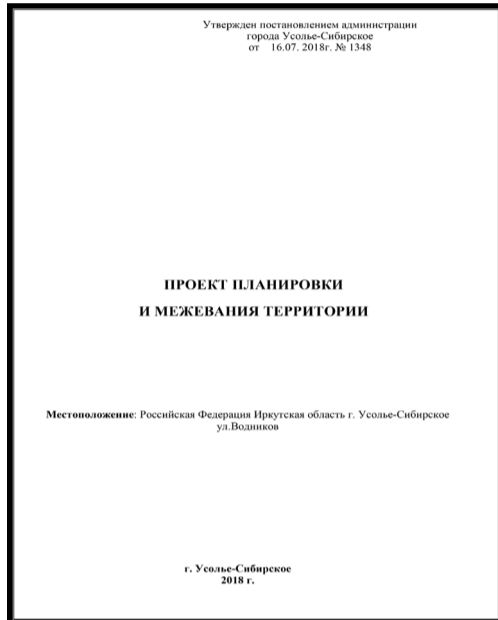 Утвержден постановлением администрации
города Усолье-Сибирское
от 16.07. 2018г. № 1348
ПРОЕКТ ПЛАНИРОВКИ
И МЕЖЕВАНИЯ ТЕРРИТОРИИ
Местоположение: Российская Федерация Иркутская область г. Усолье-Сибирское
ул.Водников
г. Усолье-Сибирское
2018 г.